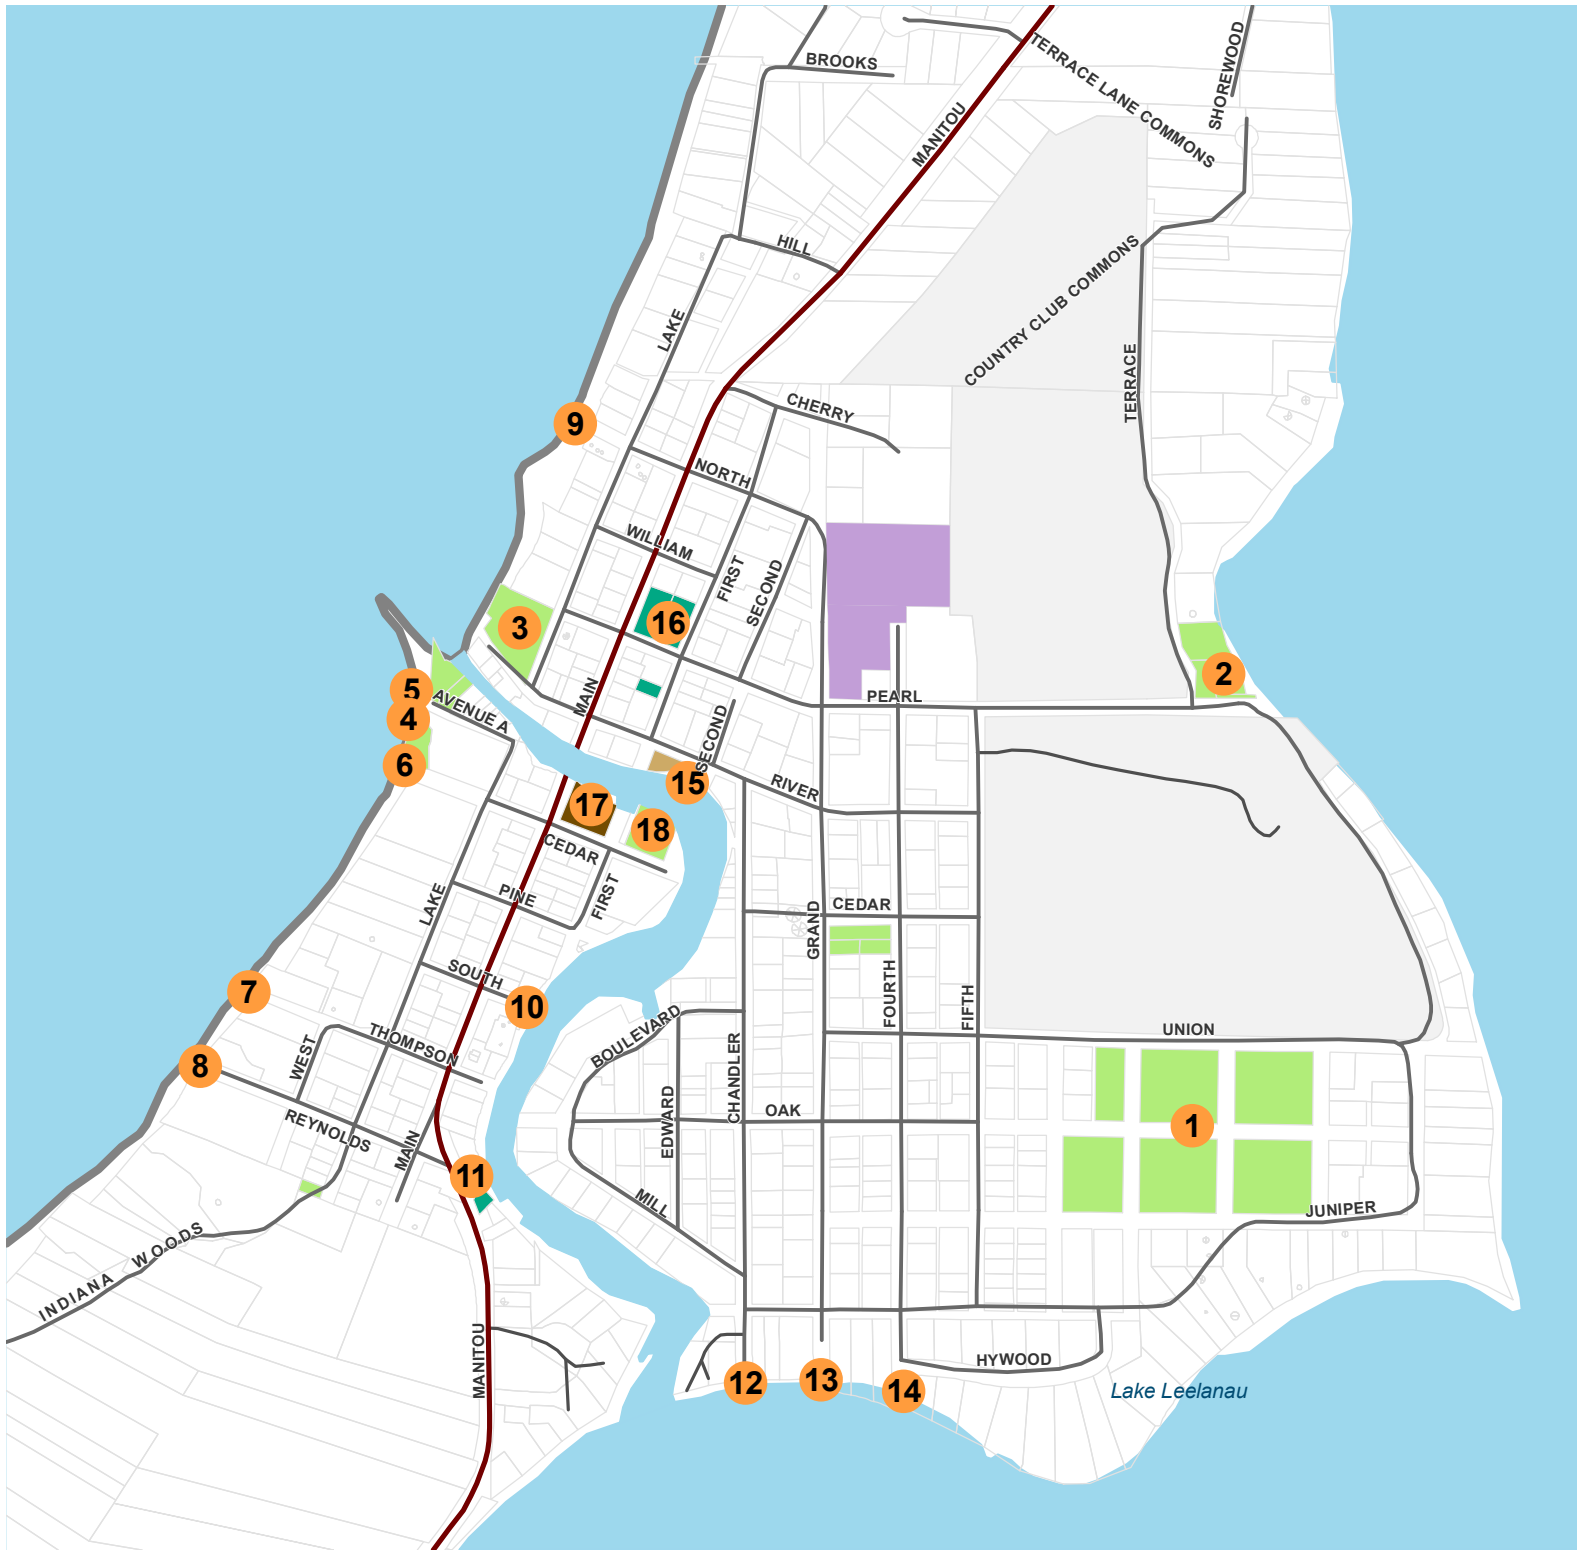 BROOKS
TERRACE LANE COMMONS
SHOREWOOD
MANITOU
HILL
COUNTRY CLUB COMMONS
LAKE
TERRACE
CHERRY
9
NORTH
WILLIAM
FIRST
SECOND
3
16
2
5
AVENUE A
MAIN
PEARL
4
SECOND
6
15
RIVER
17
18
CEDAR
PINE
FIRST
LAKE
CEDAR
GRAND
SOUTH
7
10
FOURTH
FIFTH
THOMPSON
WEST
BOULEVARD
UNION
8
CHANDLER
EDWARD
OAK
REYNOLDS
MAIN
1
11
MILL
JUNIPER
INDIANA WOODS
MANITOU
HYWOOD
12
13
14
Lake Leelanau